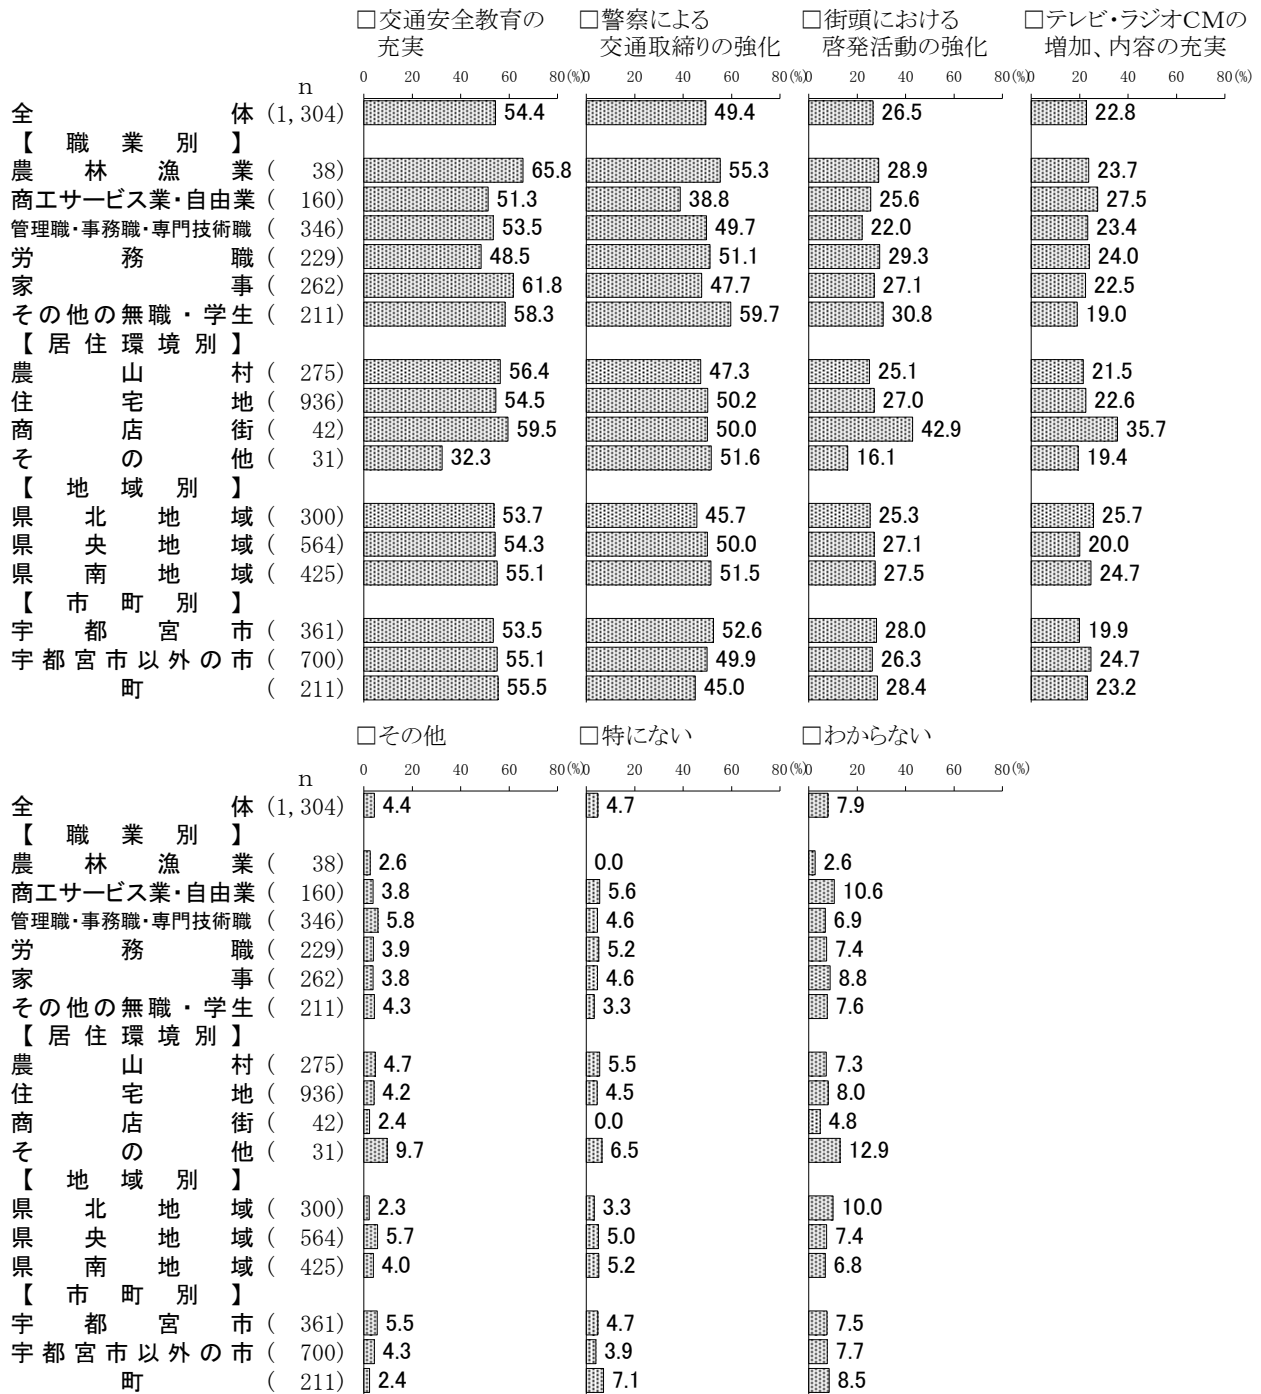 □交通安全教育の □警察による □街頭における □テレビ・ラジオCMの
充実 交通取締りの強化 啓発活動の強化 増加、内容の充実
n 0 20 40 60 80(%) 0 20 40 60 80(%) 0 20 40 60 80(%) 0 20 40 60 80(%)
全体 (1,304) 54.4 49.4 26.5 22.8
【職業別】
農林漁業 ( 38) 65.8 55.3 28.9 23.7
商工サービス業・自由業 ( 160) 51.3 38.8 25.6 27.5
管理職・事務職・専門技術職 ( 346) 53.5 49.7 22.0 23.4
労務職 ( 229) 48.5 51.1 29.3 24.0
家事 ( 262) 61.8 47.7 27.1 22.5
その他の無職・学生 ( 211) 58.3 59.7 30.8 19.0
【居住環境別】
農山村 ( 275) 56.4 47.3 25.1 21.5
住宅地 ( 936) 54.5 50.2 27.0 22.6
商店街 ( 42) 59.5 50.0 42.9 35.7
その他 ( 31) 32.3 51.6 16.1 19.4
【地域別】
県北地域 ( 300) 53.7 45.7 25.3 25.7
県央地域 ( 564) 54.3 50.0 27.1 20.0
県南地域 ( 425) 55.1 51.5 27.5 24.7
【市町別】
宇都宮市 ( 361) 53.5 52.6 28.0 19.9
宇都宮市以外の市 ( 700) 55.1 49.9 26.3 24.7
町 ( 211) 55.5 45.0 28.4 23.2
□その他 □特にない □わからない
n 0 20 40 60 80(%) 0 20 40 60 80(%) 0 20 40 60 80(%)
全体 (1,304) 4.4 4.7 7.9
【職業別】
農林漁業 ( 38) 2.6 0.0 2.6
商工サービス業・自由業 ( 160) 3.8 5.6 10.6
管理職・事務職・専門技術職 ( 346) 5.8 4.6 6.9
労務職 ( 229) 3.9 5.2 7.4
家事 ( 262) 3.8 4.6 8.8
その他の無職・学生 ( 211) 4.3 3.3 7.6
【居住環境別】
農山村 ( 275) 4.7 5.5 7.3
住宅地 ( 936) 4.2 4.5 8.0
商店街 ( 42) 2.4 0.0 4.8
その他 ( 31) 9.7 6.5 12.9
【地域別】
県北地域 ( 300) 2.3 3.3 10.0
県央地域 ( 564) 5.7 5.0 7.4
県南地域 ( 425) 4.0 5.2 6.8
【市町別】
宇都宮市 ( 361) 5.5 4.7 7.5
宇都宮市以外の市 ( 700) 4.3 3.9 7.7
町 ( 211) 2.4 7.1 8.5